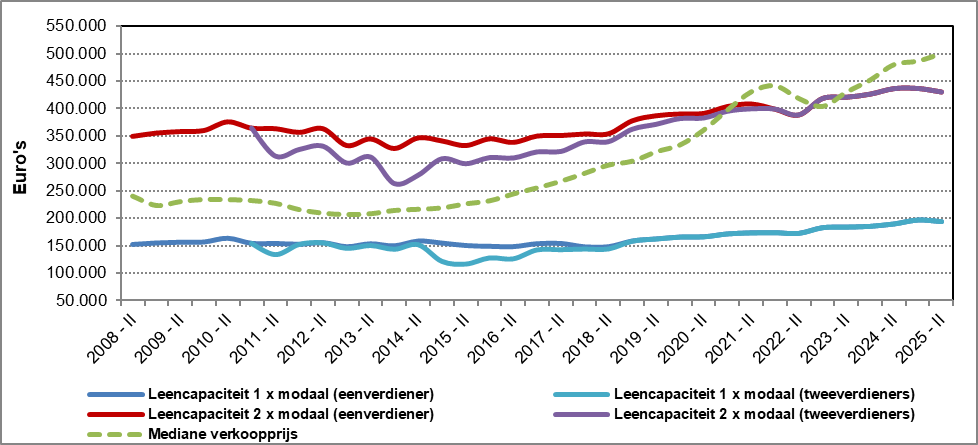 Euro's
550.000
500.000
450.000
400.000
350.000
300.000
250.000
200.000
150.000
100.000
50.000
2008 - II
2009 - II
2010 - II
2011 - II
2012 - II
2013 - II
2014 - II
2015 - II
2016 - II
2017 - II
2018 - II
2019 - II
2020 - II
2021 - II
2022 - II
2023 - II
2024 - II
2025 - II
Leencapaciteit 1 x modaal (eenverdiener)
Leencapaciteit 1 x modaal (tweeverdieners)
Leencapaciteit 2 x modaal (eenverdiener)
Leencapaciteit 2 x modaal (tweeverdieners)
Mediane verkoopprijs